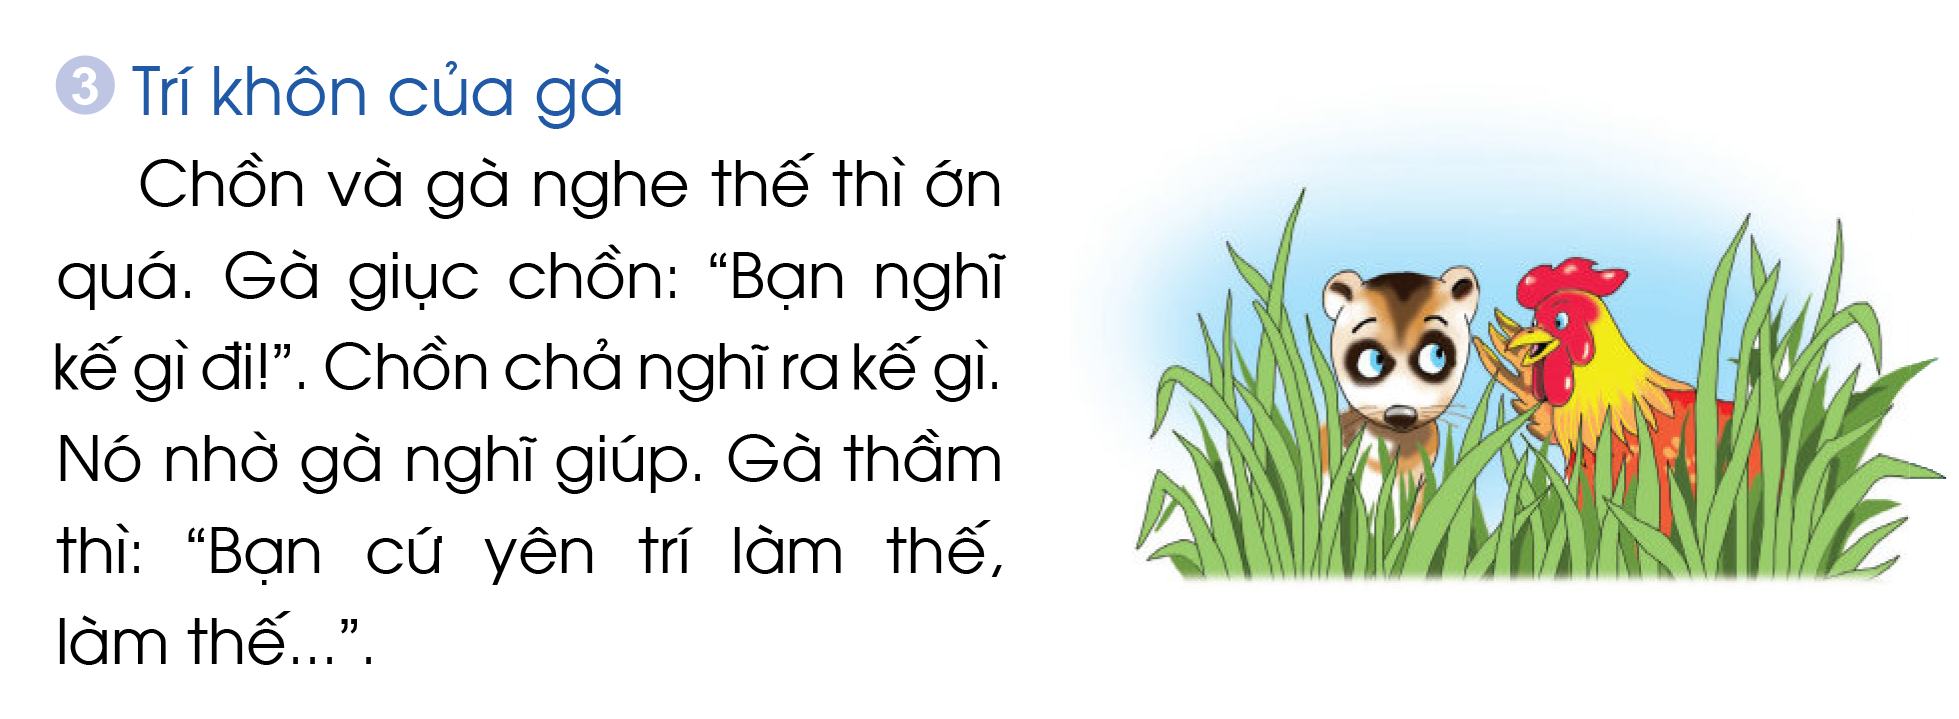 3 Trí khôn của gà
Chồn và gà nghe thế thì ớn
quá. Gà giục chồn: “Bạn nghĩ
kế gì đi!”. Chồn chả nghĩ ra kế gì.
Nó nhờ gà nghĩ giúp. Gà thầm
thì: “Bạn cứ yên trí làm thế,
làm thế...”.